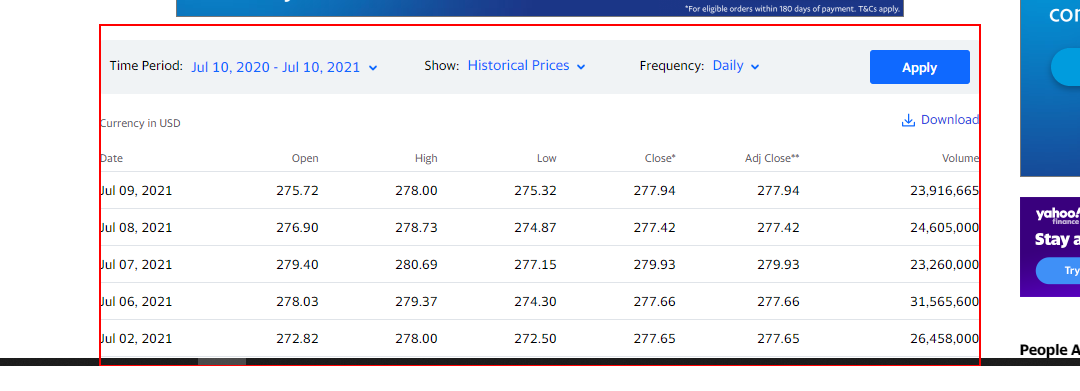 *For eligible orders within 180 days of payment. T&Cs apply.
Time Period: Jul 10, 2020 - Jul 10, 2021 Show: Historical Prices Frequency: Daily Apply
Currency in USD Download
Date Open High Low Close* Adj Close** Volume
Jul 09, 2021 275.72 278.00 275.32 277.94 277.94 23,916,665
Jul 08, 2021 276.90 278.73 274.87 277.42 277.42 24,605,000
Jul 07, 2021 279.40 280.69 277.15 279.93 279.93 23,260,000
Jul 06, 2021 278.03 279.37 274.30 277.66 277.66 31,565,600
Jul 02, 2021 272.82 278.00 272.50 277.65 277.65 26,458,000
yahoo!
finance
Stay a
Try
People A